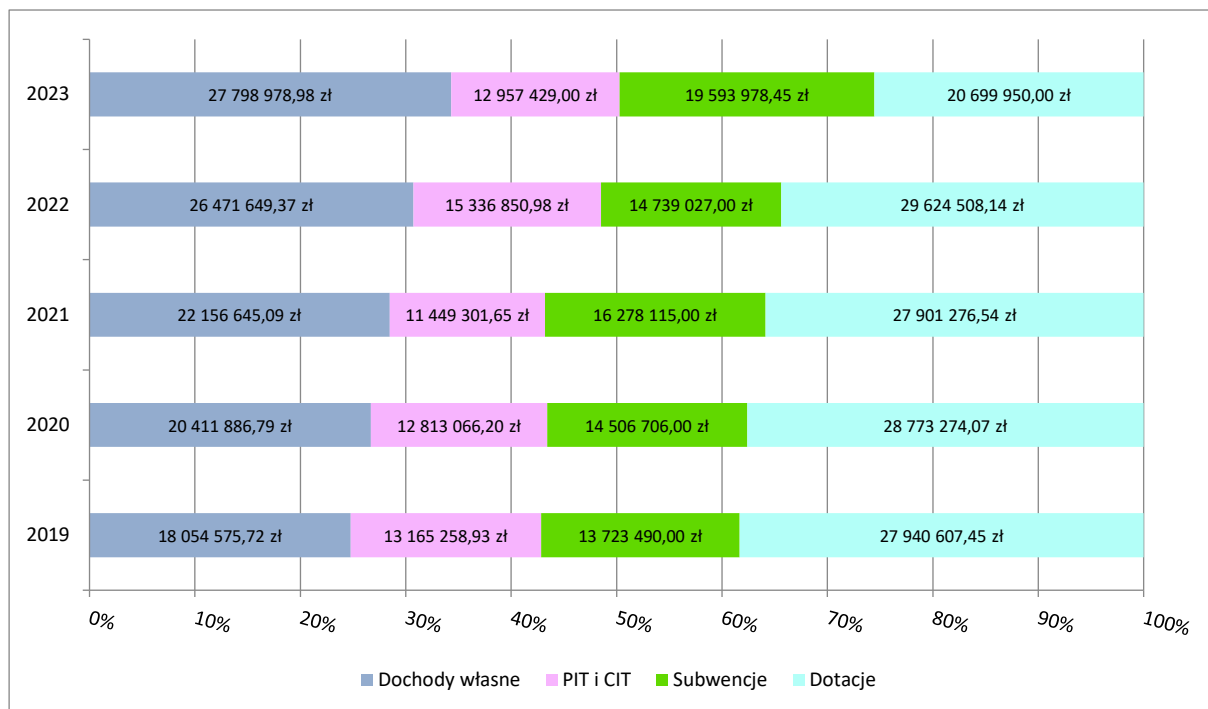 2023
27 798 978,98 zł 12 957 429,00 zł 19 593 978,45 zł 20 699 950,00 zł
2022
26 471 649,37 zł 15 336 850,98 zł 14 739 027,00 zł 29 624 508,14 zł
2021
22 156 645,09 zł 11 449 301,65 zł 16 278 115,00 zł 27 901 276,54 zł
2020
20 411 886,79 zł 12 813 066,20 zł 14 506 706,00 zł 28 773 274,07 zł
2019
18 054 575,72 zł 13 165 258,93 zł 13 723 490,00 zł 27 940 607,45 zł
0% 10% 20% 30% 40% 50% 60% 70% 80% 90% 100%
Dochody własne PIT i CIT Subwencje Dotacje